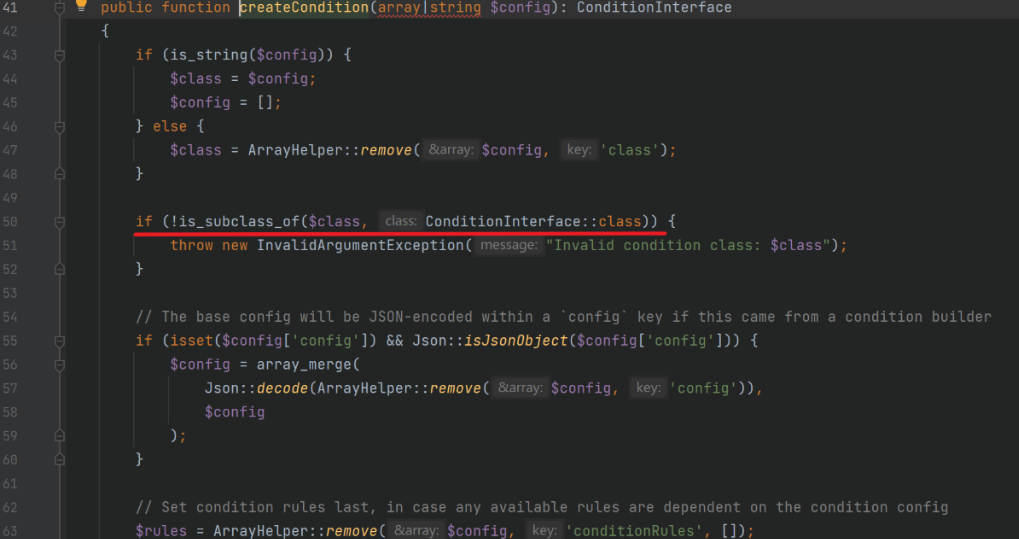 41 public function createCondition(array|string $config): ConditionInterface
42 {
43 if (is_string($config)) {
44 $class = $config;
45 $config = [];
46 } else {
47 $class = ArrayHelper::remove( &array: $config, key: 'class');
48 }
49
50 if (!is_subclass_of($class, class: ConditionInterface::class)) {
51 throw new InvalidArgumentException( message: "Invalid condition class: $class");
52 }
53
54 // The base config will be JSON-encoded within a `config` key if this came from a condition builder
55 if (isset($config['config']) && Json::isJsonObject($config['config'])) {
56 $config = array_merge(
57 Json::decode(ArrayHelper::remove( &array: $config, key: 'config')),
58 $config
59 );
60 }
61
62 // Set condition rules last, in case any available rules are dependent on the condition config
63 $rules = ArrayHelper::remove( &array: $config, key: 'conditionRules', []);